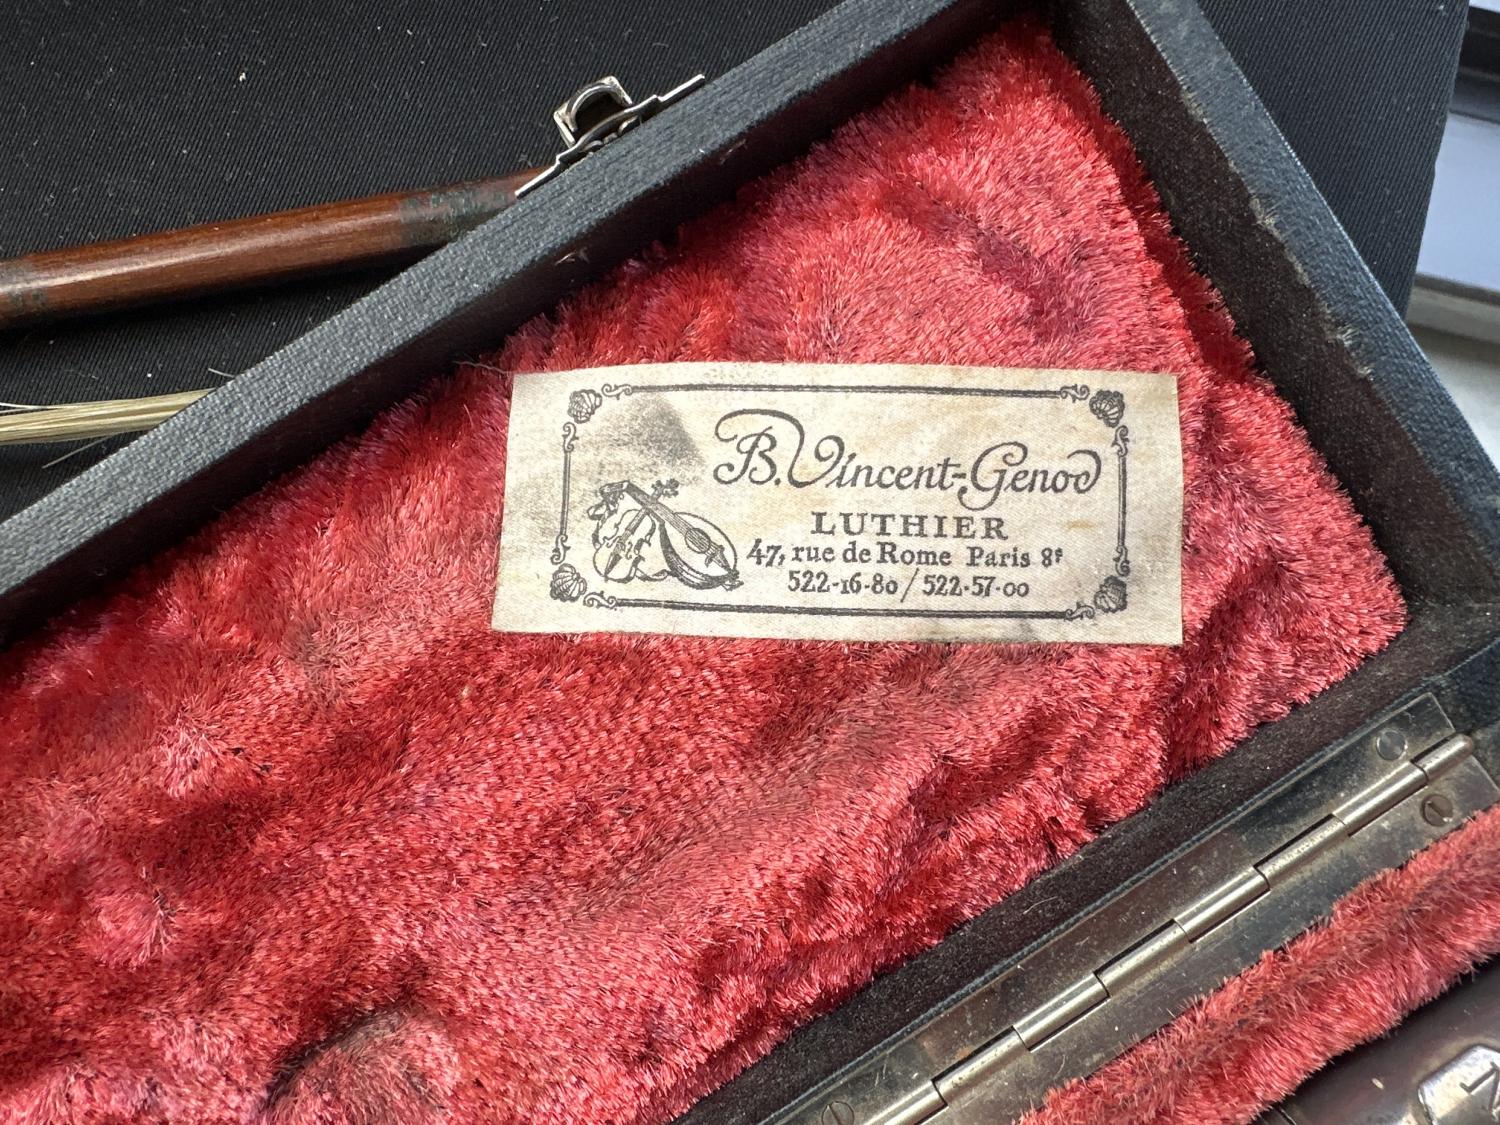 B. Vincent-Genod
LUTHIER
47, rue de Rome Paris 8ᵉ
522-16-80 / 522-57-00